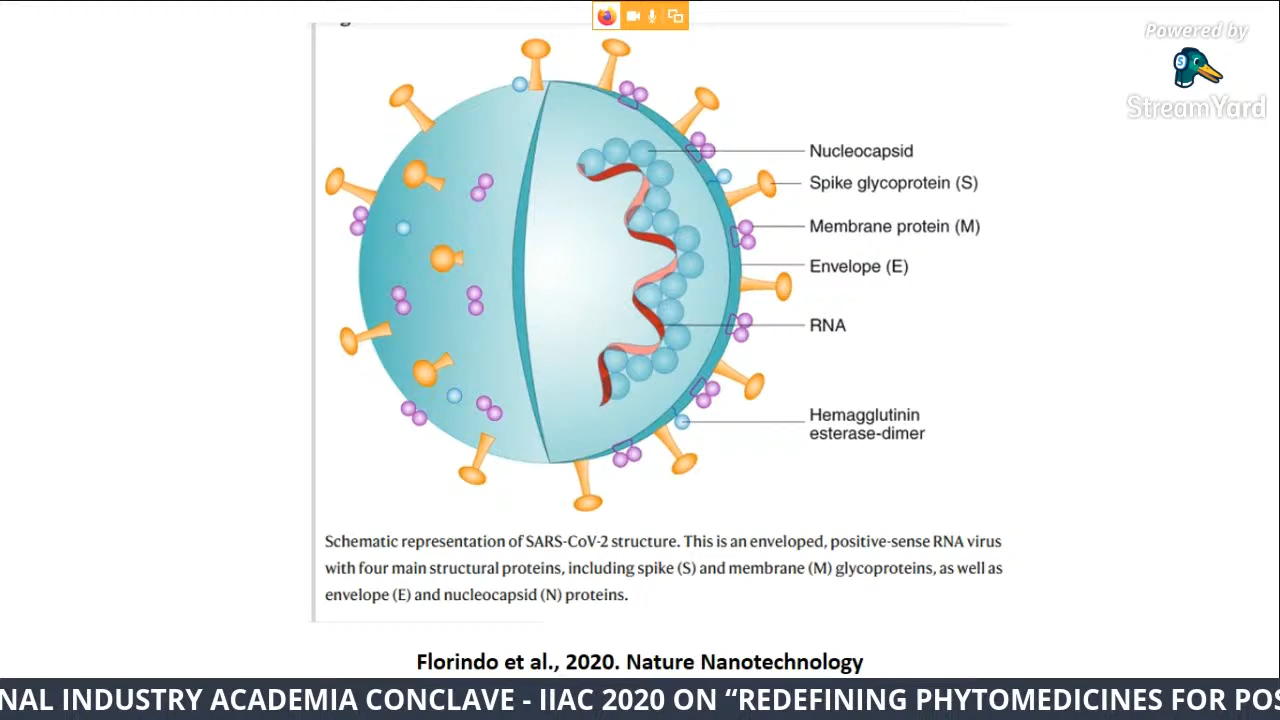 Powered by
StreamYard
Nucleocapsid
Spike glycoprotein (S)
Membrane protein (M)
Envelope (E)
RNA
Hemagglutinin
esterase-dimer
Schematic representation of SARS-CoV-2 structure. This is an enveloped, positive-sense RNA virus
with four main structural proteins, including spike (S) and membrane (M) glycoproteins, as well as
envelope (E) and nucleocapsid (N) proteins.
Florindo et al., 2020. Nature Nanotechnology
NAL INDUSTRY ACADEMIA CONCLAVE - IIAC 2020 ON “REDEFINING PHYTOMEDICINES FOR POS